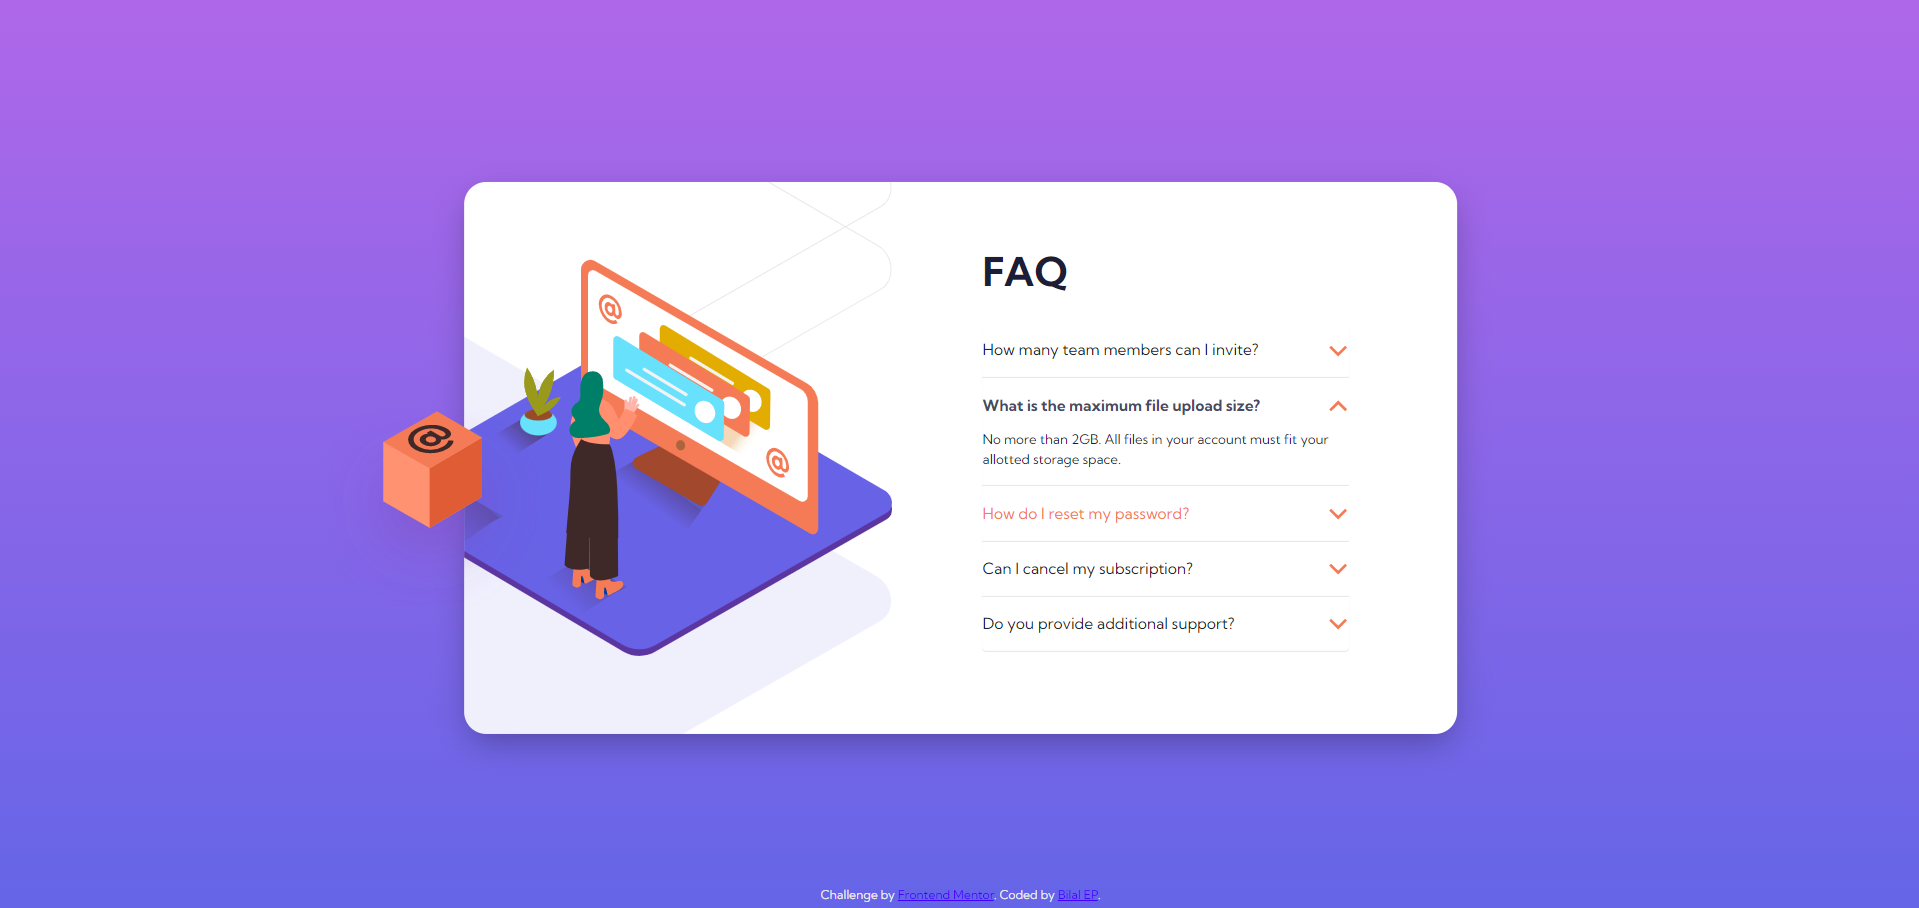 FAQ
How many team members can I invite?
What is the maximum file upload size?
No more than 2GB. All files in your account must fit your
allotted storage space.
How do I reset my password?
Can I cancel my subscription?
Do you provide additional support?
@
@
@
Challenge by Frontend Mentor. Coded by Bilal EP.